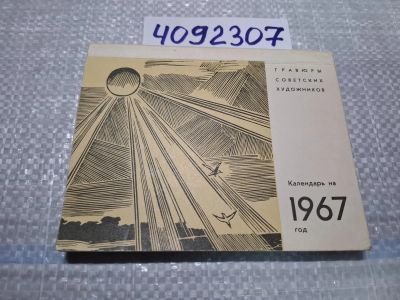 4092307
ГРАВЮРЫ
СОВЕТСКИХ
ХУДОЖНИКОВ
Календарь на
1967
год